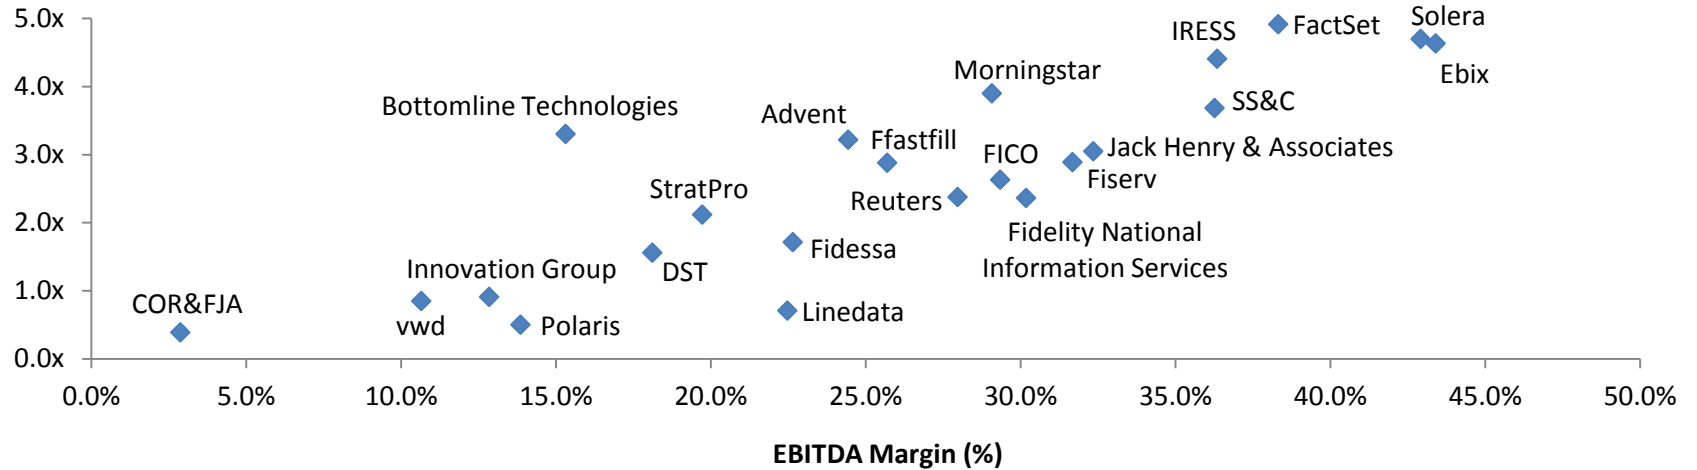 5.0x
Solera
FactSet
IRESS
Morningstar
Ebix
4.0x
Bottomline Technologies
SS&C
Advent
Ffastfill
FICO
Jack Henry & Associates
3.0x
Fiserv
StratPro
Reuters
2.0x
Fidelity National
Information Services
Fidessa
Innovation Group
DST
1.0x
COR&FJA
vwd
Polaris
Linedata
0.0x
0.0% 5.0% 10.0% 15.0% 20.0% 25.0% 30.0% 35.0% 40.0% 45.0% 50.0%
EBITDA Margin (%)